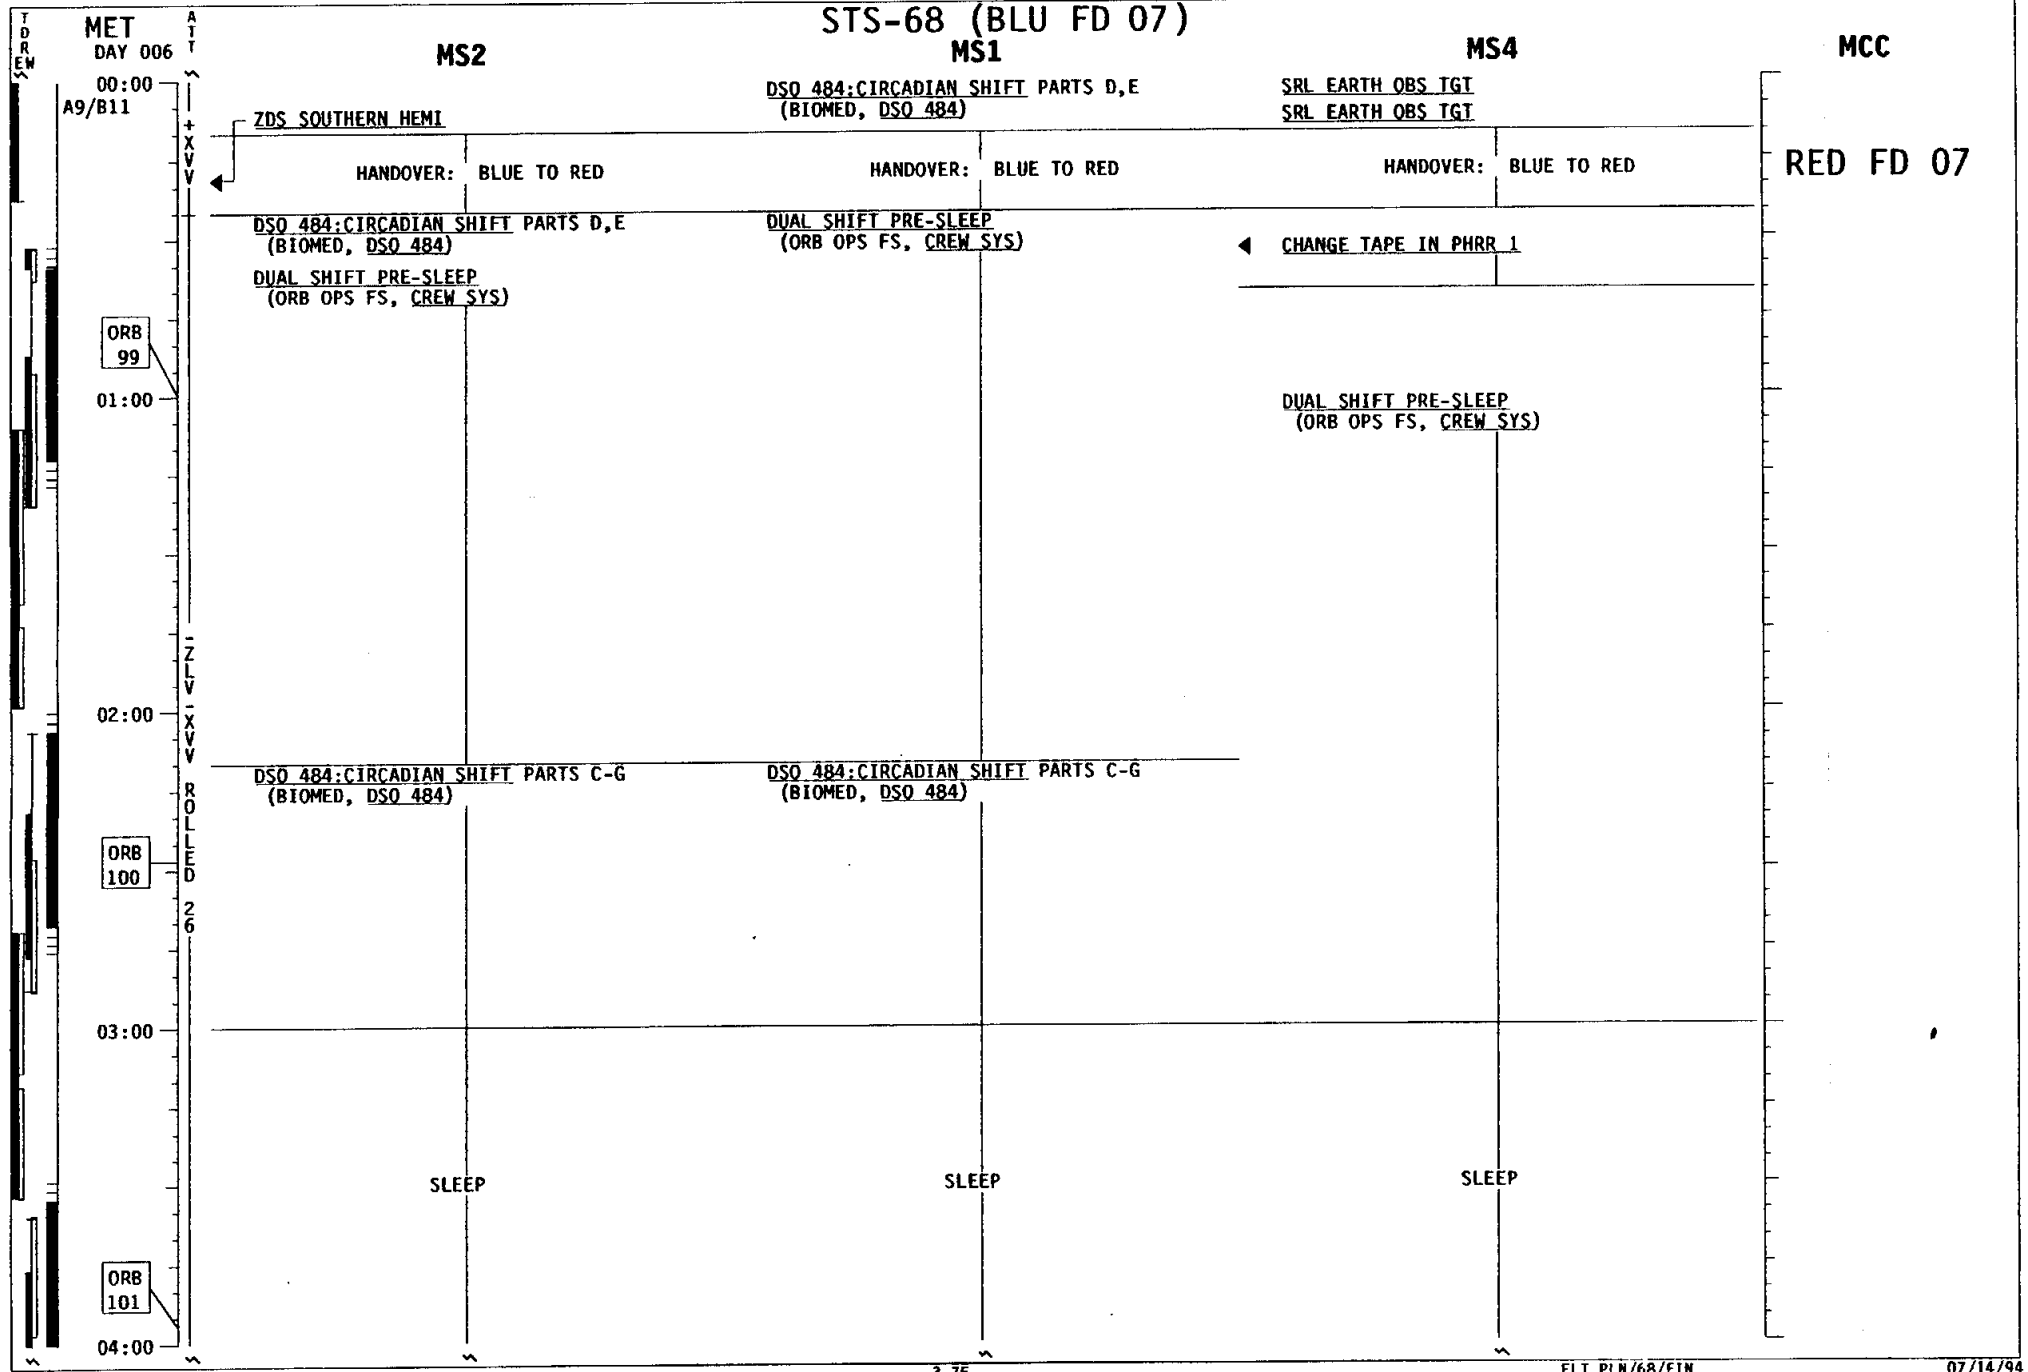 STS-68 (BLU FD 07)
TDRS EW
MET
DAY 006
ATT
MS2
MS1
MS4
MCC
00:00
A9/B11
+XVV
ZDS SOUTHERN HEMI
DSO 484:CIRCADIAN SHIFT PARTS D,E
(BIOMED, DSO 484)
SRL EARTH OBS TGT
SRL EARTH OBS TGT
HANDOVER: BLUE TO RED
HANDOVER: BLUE TO RED
HANDOVER: BLUE TO RED
RED FD 07
DSO 484:CIRCADIAN SHIFT PARTS D,E
(BIOMED, DSO 484)
DUAL SHIFT PRE-SLEEP
(ORB OPS FS, CREW SYS)
DUAL SHIFT PRE-SLEEP
(ORB OPS FS, CREW SYS)
CHANGE TAPE IN PHRR 1
ORB
99
01:00
DUAL SHIFT PRE-SLEEP
(ORB OPS FS, CREW SYS)
-ZLV -XVV ROLLED 26
02:00
DSO 484:CIRCADIAN SHIFT PARTS C-G
(BIOMED, DSO 484)
DSO 484:CIRCADIAN SHIFT PARTS C-G
(BIOMED, DSO 484)
ORB
100
03:00
SLEEP
SLEEP
SLEEP
ORB
101
04:00
FLT PLN/68/FIN
07/14/94